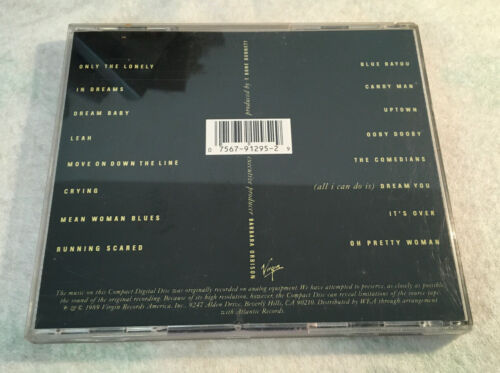 ONLY THE LONELY
IN DREAMS
DREAM BABY
LEAH
MOVE ON DOWN THE LINE
CRYING
MEAN WOMAN BLUES
RUNNING SCARED
produced by T BONE BURNETT
0 7567-91295-2 9
executive producer BARBARA ORBISON
BLUE BAYOU
CANDY MAN
UPTOWN
OOBY DOOBY
THE COMEDIANS
(all i can do is) DREAM YOU
IT'S OVER
OH PRETTY WOMAN
Virgin
The music on this Compact Digital Disc was originally recorded on analog equipment. We have attempted to preserve, as closely as possible,
the sound of the original recording. Because of its high resolution, however, the Compact Disc can reveal limitations of the source tape.
℗ © 1989 Virgin Records America, Inc., 9247 Alden Drive, Beverly Hills, CA 90210. Distributed by WEA through arrangement
with Atlantic Records.